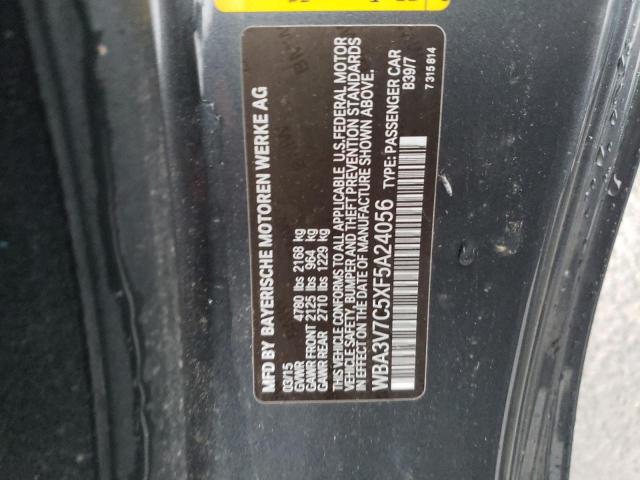 MFD BY BAYERISCHE MOTOREN WERKE AG
03/15
GVWR 4780 lbs 2168 kg
GAWR FRONT 2125 lbs 964 kg
GAWR REAR 2710 lbs 1229 kg
THIS VEHICLE CONFORMS TO ALL APPLICABLE U.S.FEDERAL MOTOR
VEHICLE SAFETY, BUMPER AND THEFT PREVENTION STANDARDS
IN EFFECT ON THE DATE OF MANUFACTURE SHOWN ABOVE.
WBA3V7C5XF5A24056 TYPE: PASSENGER CAR
B39/7
7 315 814